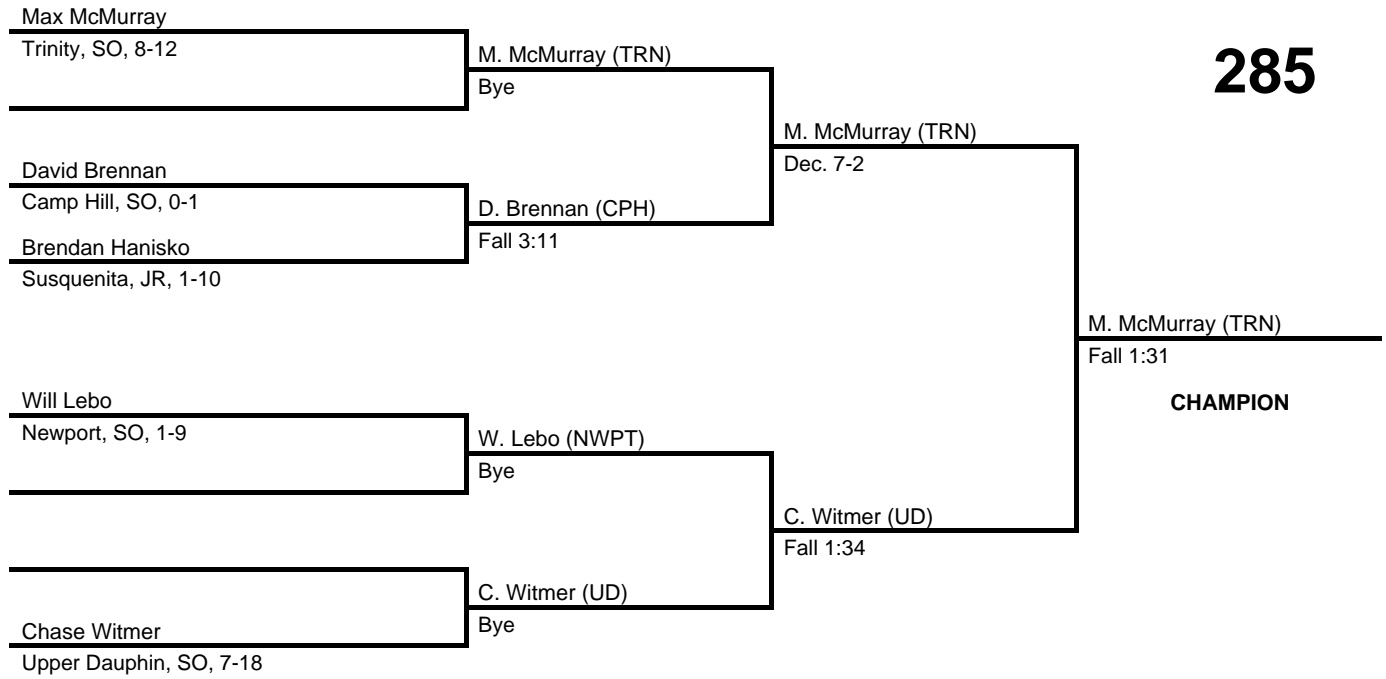 Max McMurray
Trinity, SO, 8-12
M. McMurray (TRN)
Bye
285
M. McMurray (TRN)
Dec. 7-2
David Brennan
Camp Hill, SO, 0-1
D. Brennan (CPH)
Fall 3:11
Brendan Hanisko
Susquenita, JR, 1-10
M. McMurray (TRN)
Fall 1:31
CHAMPION
Will Lebo
Newport, SO, 1-9
W. Lebo (NWPT)
Bye
C. Witmer (UD)
Fall 1:34
C. Witmer (UD)
Bye
Chase Witmer
Upper Dauphin, SO, 7-18